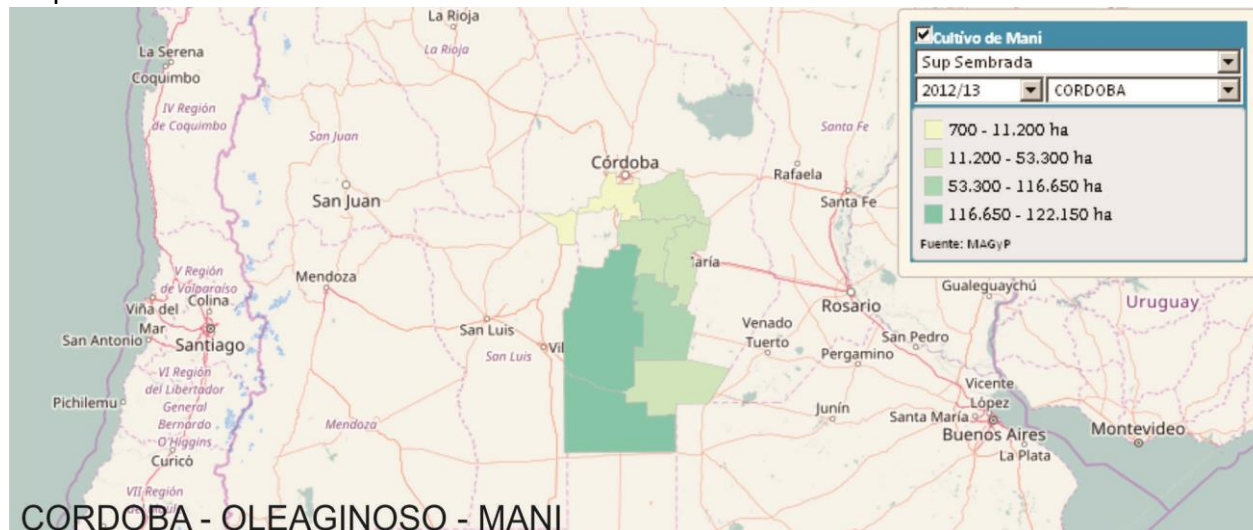 La Rioja
La Rioja
La Serena
Coquimbo
IV Región
de Coquimbo
San Juan
San Juan
Córdoba
Santa Fe
Rafaela
Santa Fe
Cultivo de Maní
Sup Sembrada
2012/13
CORDOBA
700 - 11.200 ha
11.200 - 53.300 ha
53.300 - 116.650 ha
116.650 - 122.150 ha
Fuente: MAGyP
V Región
de Valparaíso
Viña del
Mar
Colina
San Antonio
Santiago
Mendoza
San Luis
San Luis
Vil
aría
Rosario
Gualeguaychú
Uruguay
Venado
Tuerto
San Pedro
Pergamino
VI Región
del Libertador
General
Bernardo
O'Higgins
Pichilemu
Curicó
Mendoza
Junín
Vicente
López
Santa María
Buenos Aires
La Plata
Montevideo
VII Región
CORDOBA - OLEAGINOSO - MANI